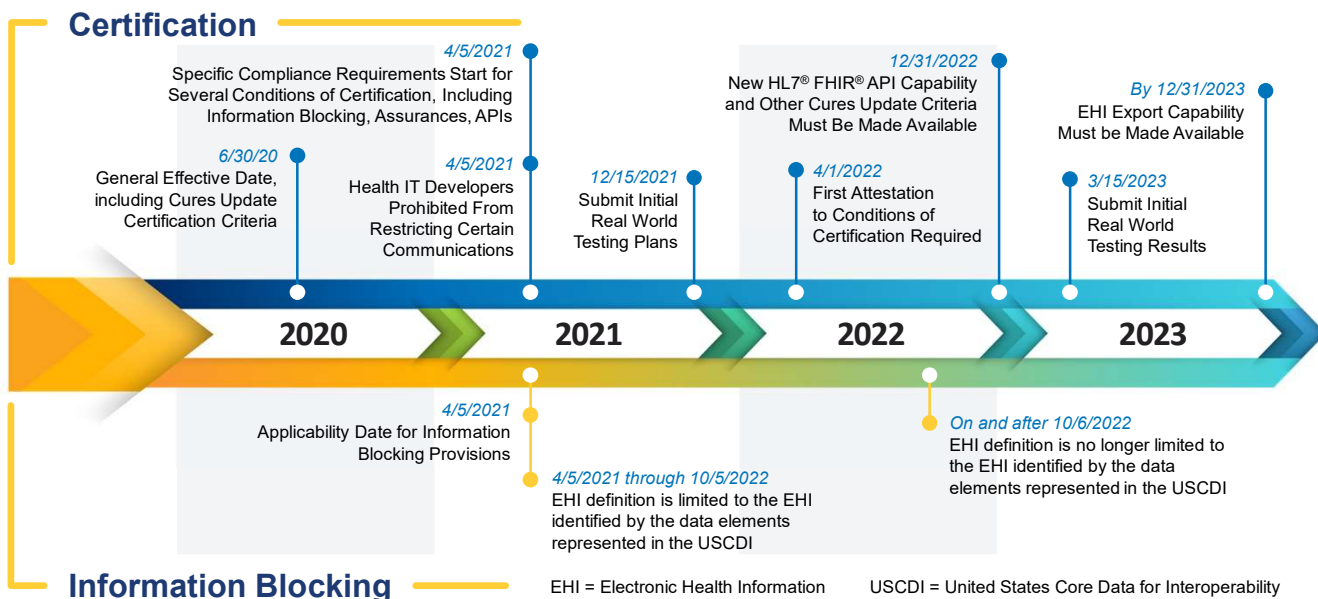 Certification
4/5/2021
Specific Compliance Requirements Start for
Several Conditions of Certification, Including
Information Blocking, Assurances, APIs
12/31/2022
New HL7® FHIR® API Capability
and Other Cures Update Criteria
Must Be Made Available
By 12/31/2023
EHI Export Capability
Must be Made Available
6/30/20
General Effective Date,
including Cures Update
Certification Criteria
4/5/2021
Health IT Developers
Prohibited From
Restricting Certain
Communications
12/15/2021
Submit Initial
Real World
Testing Plans
4/1/2022
First Attestation
to Conditions of
Certification Required
3/15/2023
Submit Initial
Real World
Testing Results
2020
2021
2022
2023
4/5/2021
Applicability Date for Information
Blocking Provisions
4/5/2021 through 10/5/2022
EHI definition is limited to the EHI
identified by the data elements
represented in the USCDI
On and after 10/6/2022
EHI definition is no longer limited to
the EHI identified by the data
elements represented in the USCDI
Information Blocking
EHI = Electronic Health Information
USCDI = United States Core Data for Interoperability